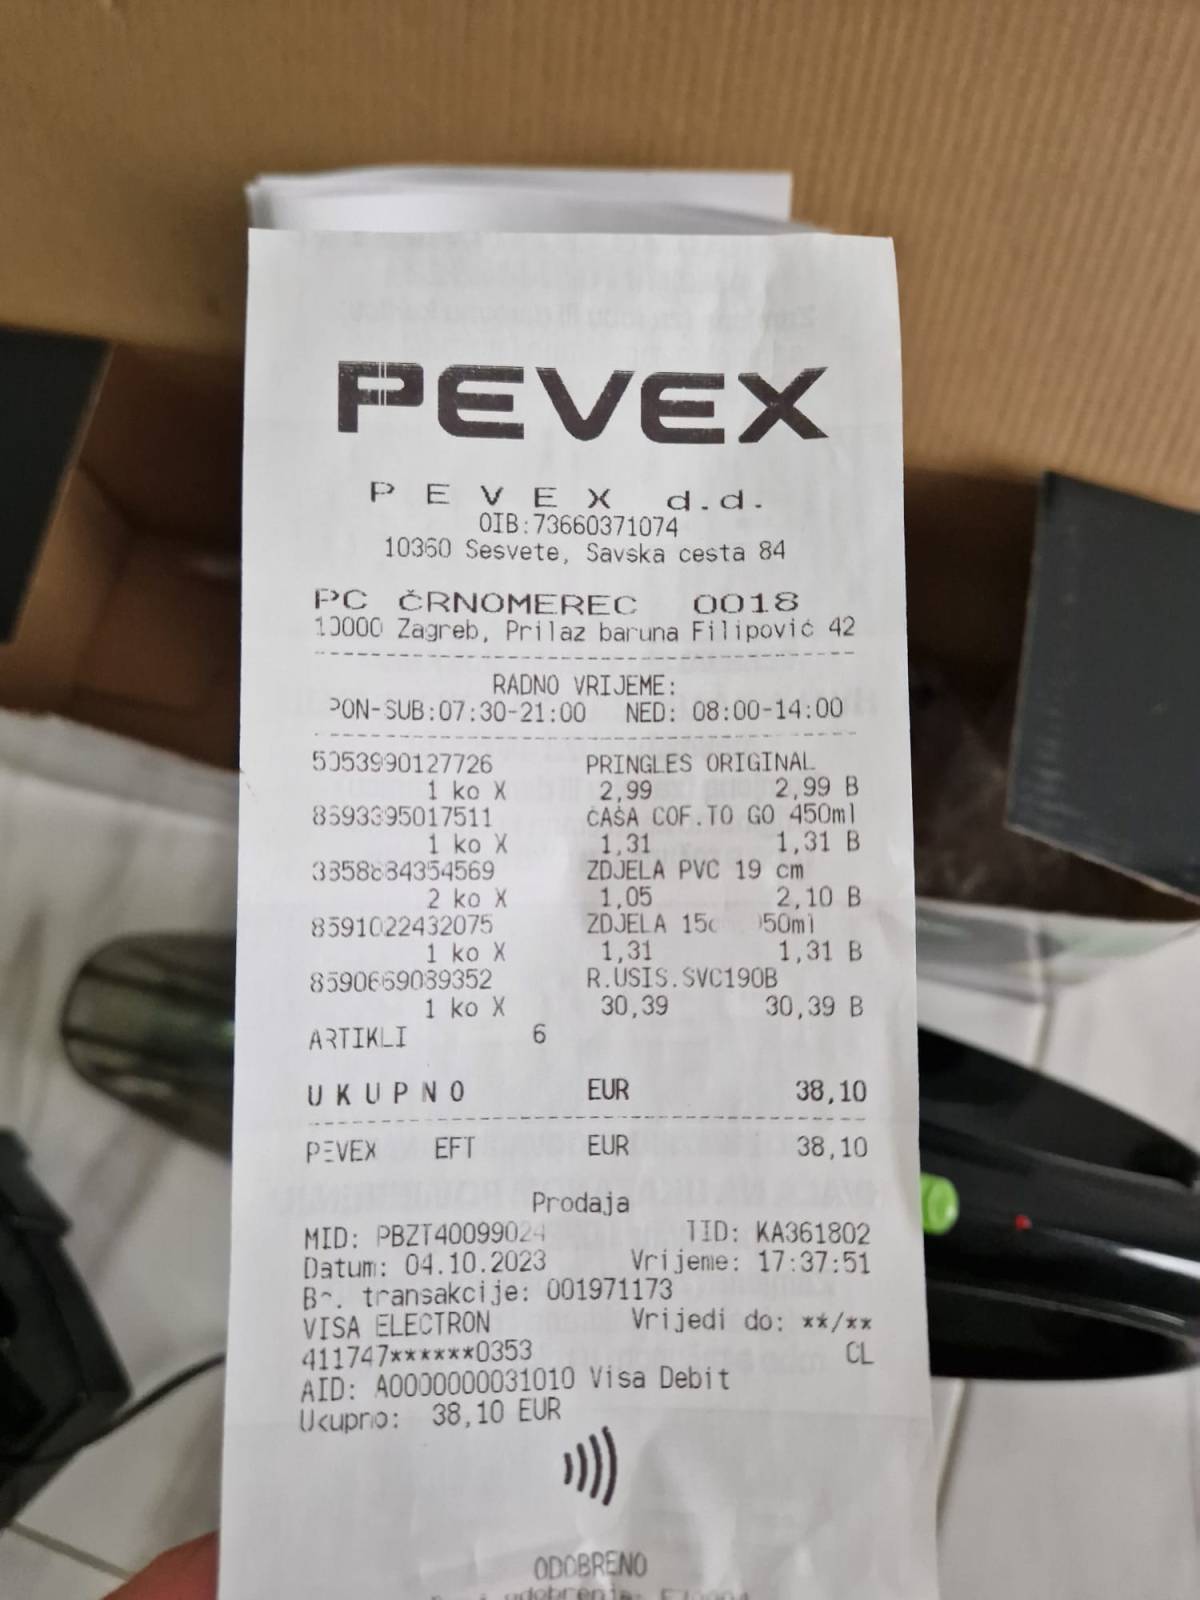 PEVEX
PEVEX d.d.
OIB:73660371074
10360 Sesvete, Savska cesta 84
PC ČRNOMEREC 0018
10000 Zagreb, Prilaz baruna Filipović 42
RADNO VRIJEME:
PON-SUB:07:30-21:00 NED: 08:00-14:00
5053990127726 PRINGLES ORIGINAL
1 ko X 2,99 2,99 B
8693395017511 ČAŠA COF.TO GO 450ml
1 ko X 1,31 1,31 B
3858884354569 ZDJELA PVC 19 cm
2 ko X 1,05 2,10 B
8591022432075 ZDJELA
1 ko X 1,31 1,31 B
8590669089352 R.USIS.SVC190B
1 ko X 30,39 30,39 B
ARTIKLI 6
UKUPNO EUR 38,10
PEVEX EFT EUR 38,10
Prodaja
MID: PBZT40099024 TID: KA361802
Datum: 04.10.2023 Vrijeme: 17:37:51
Br. transakcije: 001971173
VISA ELECTRON Vrijedi do: **/**
411747******0353 CL
AID: A0000000031010 Visa Debit
Ukupno: 38,10 EUR
ODOBRENO